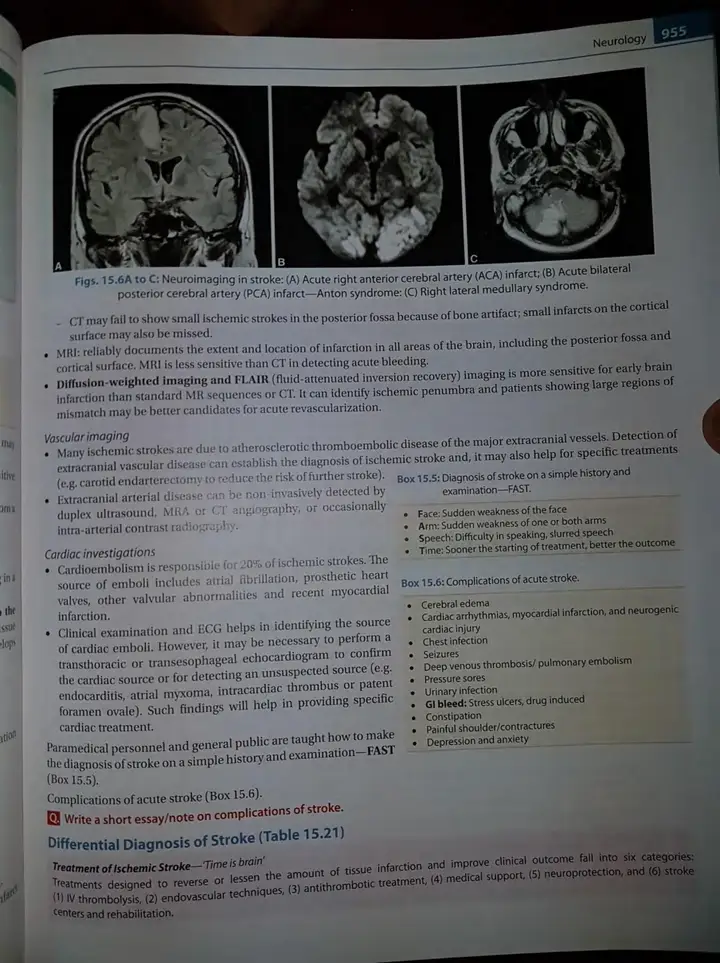 Neurology 955
A
B
C
Figs. 15.6A to C: Neuroimaging in stroke: (A) Acute right anterior cerebral artery (ACA) infarct; (B) Acute bilateral
posterior cerebral artery (PCA) infarct—Anton syndrome: (C) Right lateral medullary syndrome.
– CT may fail to show small ischemic strokes in the posterior fossa because of bone artifact; small infarcts on the cortical
surface may also be missed.
• MRI: reliably documents the extent and location of infarction in all areas of the brain, including the posterior fossa and
cortical surface. MRI is less sensitive than CT in detecting acute bleeding.
• Diffusion-weighted imaging and FLAIR (fluid-attenuated inversion recovery) imaging is more sensitive for early brain
infarction than standard MR sequences or CT. It can identify ischemic penumbra and patients showing large regions of
mismatch may be better candidates for acute revascularization.
Vascular imaging
• Many ischemic strokes are due to atherosclerotic thromboembolic disease of the major extracranial vessels. Detection of
extracranial vascular disease can establish the diagnosis of ischemic stroke and, it may also help for specific treatments
(e.g. carotid endarterectomy to reduce the risk of further stroke).
• Extracranial arterial disease can be non-invasively detected by
duplex ultrasound, MRA or CT angiography, or occasionally
intra-arterial contrast radiography.
Cardiac investigations
• Cardioembolism is responsible for 20% of ischemic strokes. The
source of emboli includes atrial fibrillation, prosthetic heart
valves, other valvular abnormalities and recent myocardial
infarction.
• Clinical examination and ECG helps in identifying the source
of cardiac emboli. However, it may be necessary to perform a
transthoracic or transesophageal echocardiogram to confirm
the cardiac source or for detecting an unsuspected source (e.g.
endocarditis, atrial myxoma, intracardiac thrombus or patent
foramen ovale). Such findings will help in providing specific
cardiac treatment.
Paramedical personnel and general public are taught how to make
the diagnosis of stroke on a simple history and examination—FAST
(Box 15.5).
Complications of acute stroke (Box 15.6).
Box 15.5: Diagnosis of stroke on a simple history and
examination—FAST.
• Face: Sudden weakness of the face
• Arm: Sudden weakness of one or both arms
• Speech: Difficulty in speaking, slurred speech
• Time: Sooner the starting of treatment, better the outcome
Box 15.6: Complications of acute stroke.
• Cerebral edema
• Cardiac arrhythmias, myocardial infarction, and neurogenic
cardiac injury
• Chest infection
• Seizures
• Deep venous thrombosis/ pulmonary embolism
• Pressure sores
• Urinary infection
• GI bleed: Stress ulcers, drug induced
• Constipation
• Painful shoulder/contractures
• Depression and anxiety
Q. Write a short essay/note on complications of stroke.
Differential Diagnosis of Stroke (Table 15.21)
Treatment of Ischemic Stroke—'Time is brain'
Treatments designed to reverse or lessen the amount of tissue infarction and improve clinical outcome fall into six categories:
(1) IV thrombolysis, (2) endovascular techniques, (3) antithrombotic treatment, (4) medical support, (5) neuroprotection, and (6) stroke
centers and rehabilitation.